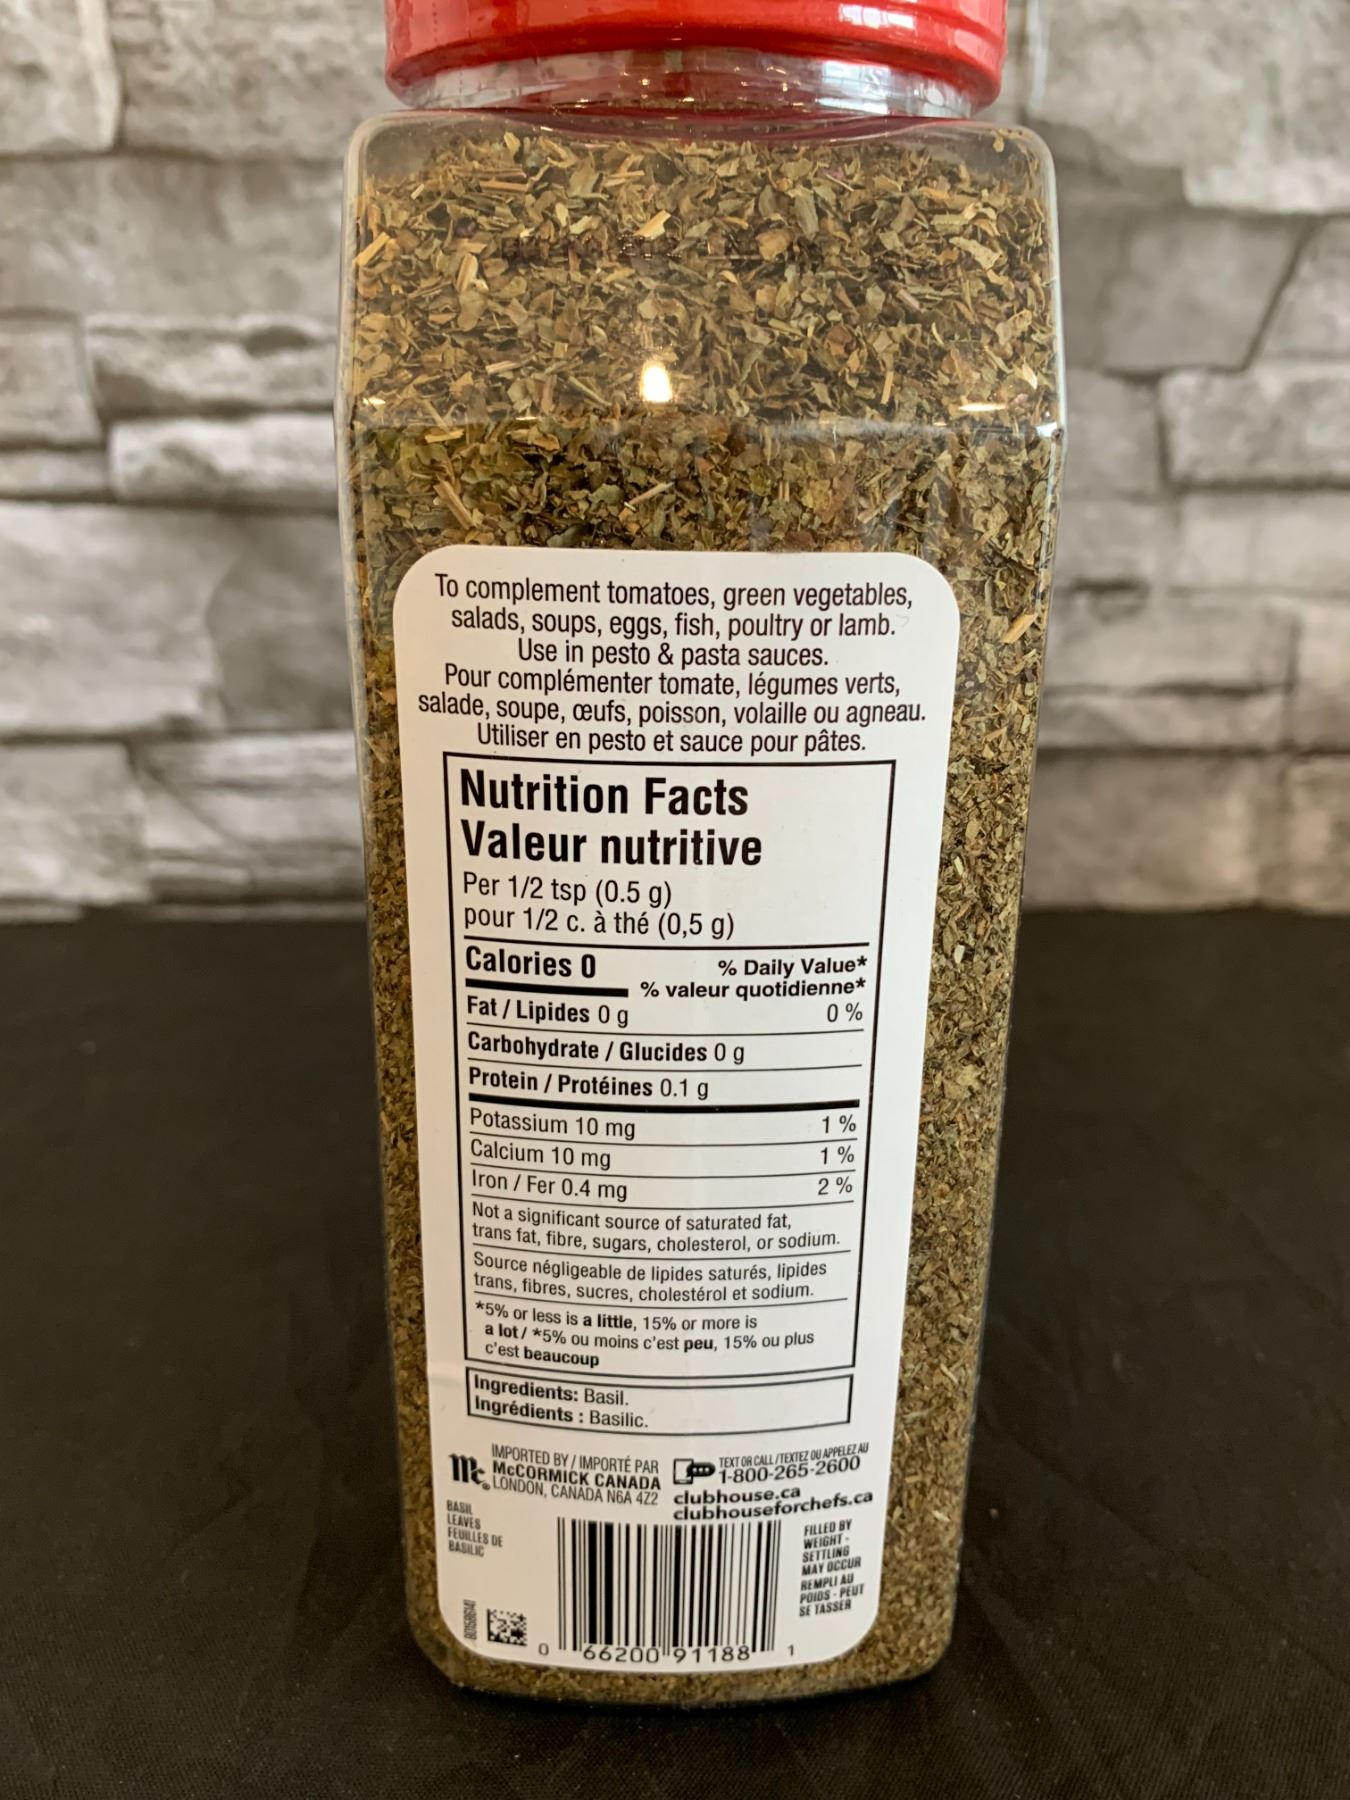 To complement tomatoes, green vegetables,
salads, soups, eggs, fish, poultry or lamb.
Use in pesto & pasta sauces.
Pour complémenter tomate, légumes verts,
salade, soupe, œufs, poisson, volaille ou agneau.
Utiliser en pesto et sauce pour pâtes.
Nutrition Facts
Valeur nutritive
Per 1/2 tsp (0.5 g)
pour 1/2 c. à thé (0,5 g)
Calories 0
% Daily Value*
% valeur quotidienne*
Fat / Lipides 0 g 0 %
Carbohydrate / Glucides 0 g
Protein / Protéines 0.1 g
Potassium 10 mg 1 %
Calcium 10 mg 1 %
Iron / Fer 0.4 mg 2 %
Not a significant source of saturated fat,
trans fat, fibre, sugars, cholesterol, or sodium.
Source négligeable de lipides saturés, lipides
trans, fibres, sucres, cholestérol et sodium.
*5% or less is a little, 15% or more is
a lot / *5% ou moins c'est peu, 15% ou plus
c'est beaucoup
Ingredients: Basil.
Ingrédients : Basilic.
Mc
IMPORTED BY / IMPORTÉ PAR
McCORMICK CANADA
LONDON, CANADA N6A 4Z2
TEXT OR CALL / TEXTEZ OU APPELEZ AU
1-800-265-2600
clubhouse.ca
clubhouseforchefs.ca
BASIL
LEAVES
FEUILLES DE
BASILIC
FILLED BY
WEIGHT -
SETTLING
MAY OCCUR
REMPLI AU
POIDS - PEUT
SE TASSER
0 66200 91188 1